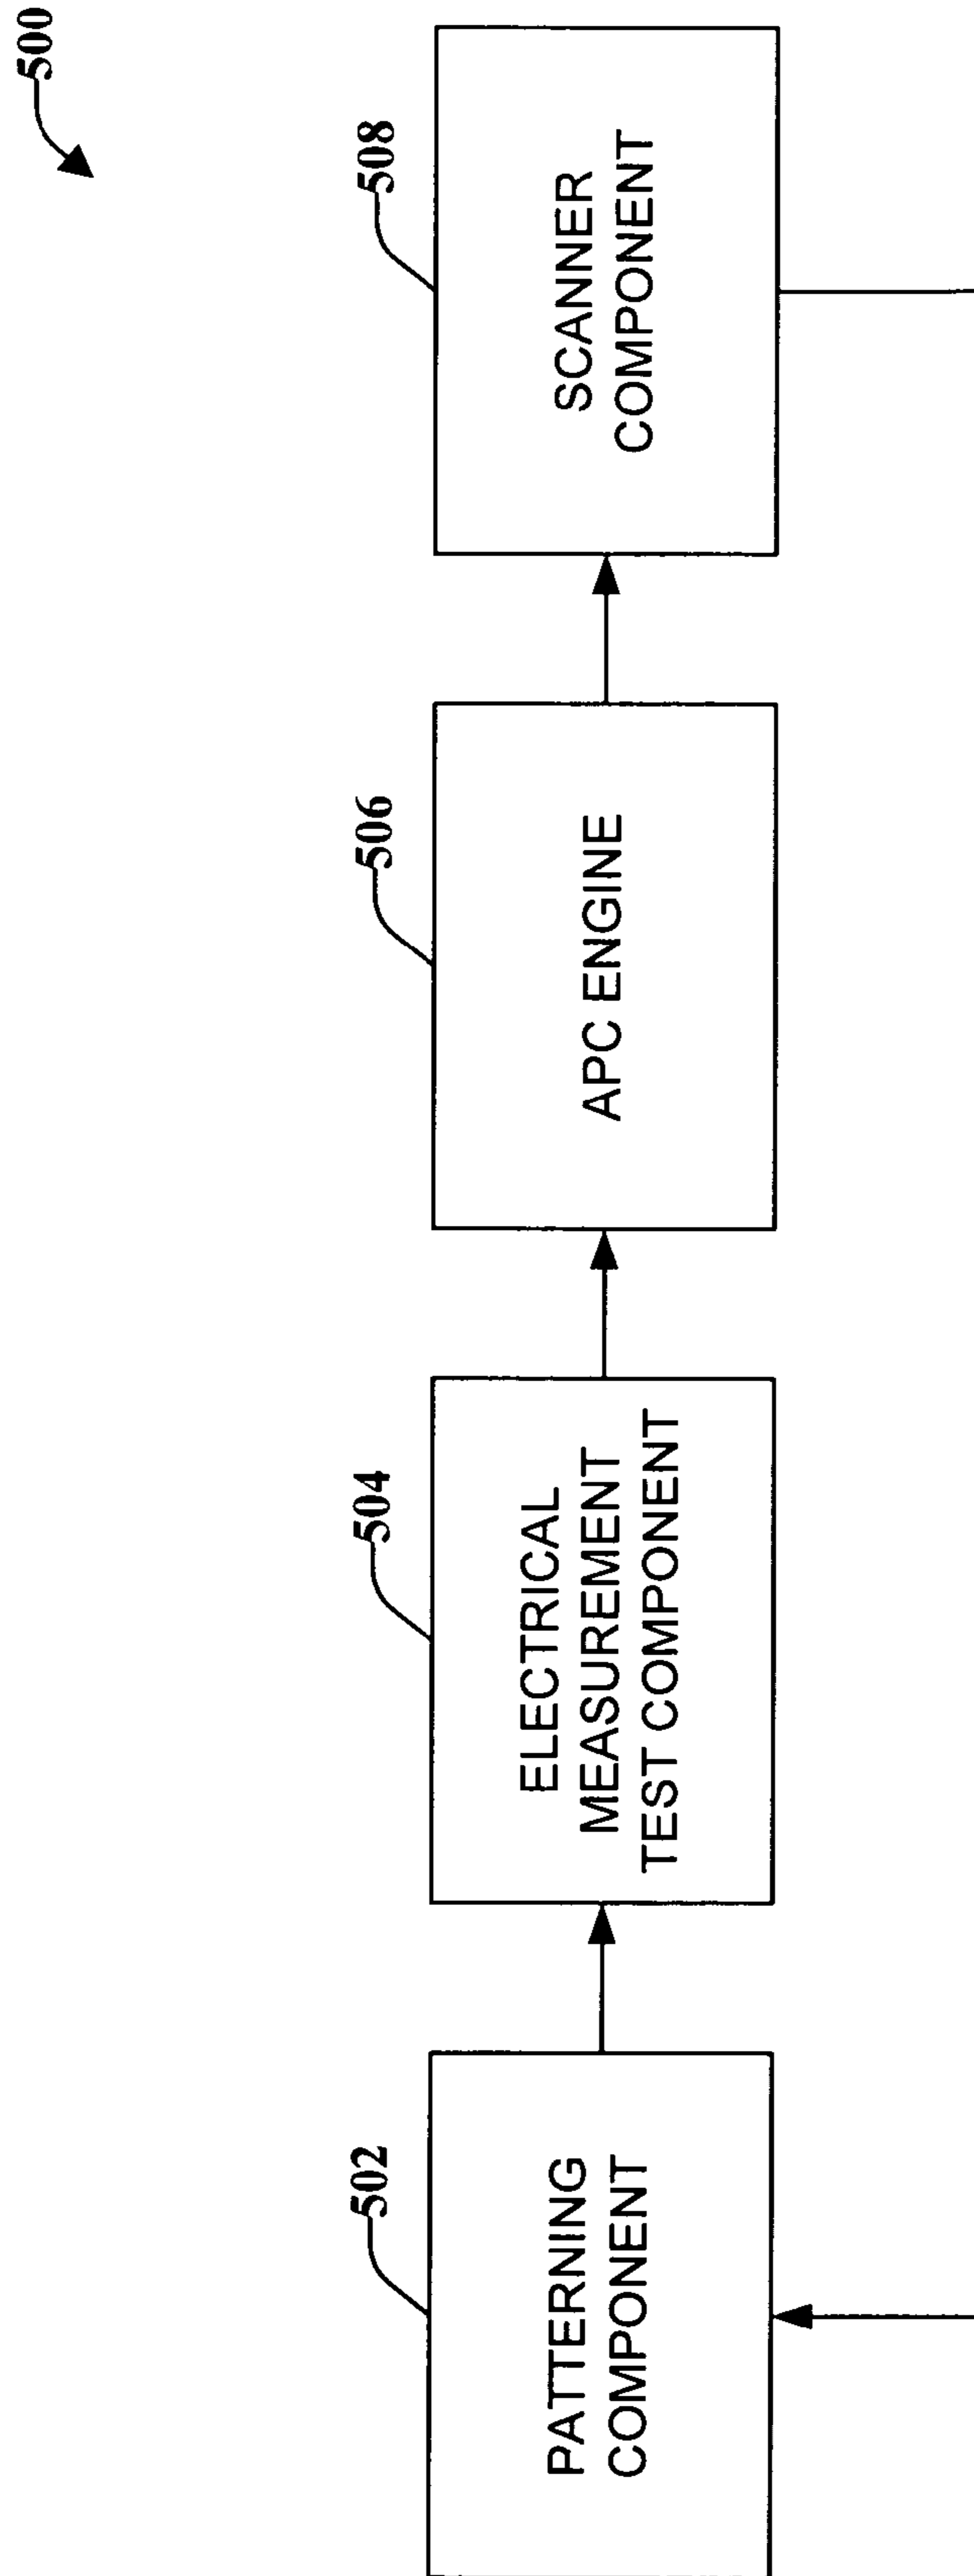 500
502
PATTERNING
COMPONENT
504
ELECTRICAL
MEASUREMENT
TEST COMPONENT
506
APC ENGINE
508
SCANNER
COMPONENT